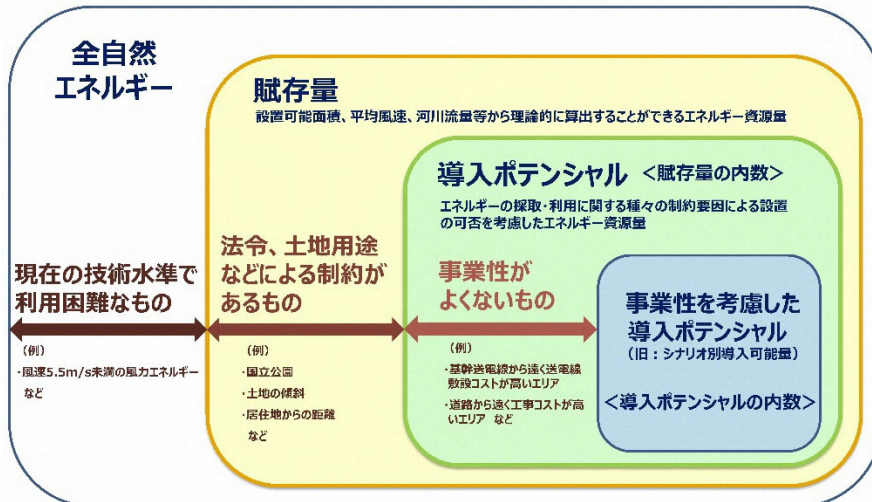 全自然
エネルギー
賦存量
設置可能面積、平均風速、河川流量等から理論的に算出することができるエネルギー資源量
導入ポテンシャル <賦存量の内数>
エネルギーの採取・利用に関する種々の制約要因による設置
の可否を考慮したエネルギー資源量
現在の技術水準で
利用困難なもの
(例)
・風速5.5m/s未満の風力エネルギー
など
法令、土地用途
などによる制約が
あるもの
(例)
・国立公園
・土地の傾斜
・居住地からの距離
など
事業性が
よくないもの
(例)
・基幹送電線から遠く送電線
敷設コストが高いエリア
・道路から遠く工事コストが高
いエリア など
事業性を考慮した
導入ポテンシャル
(旧:シナリオ別導入可能量)
<導入ポテンシャルの内数>